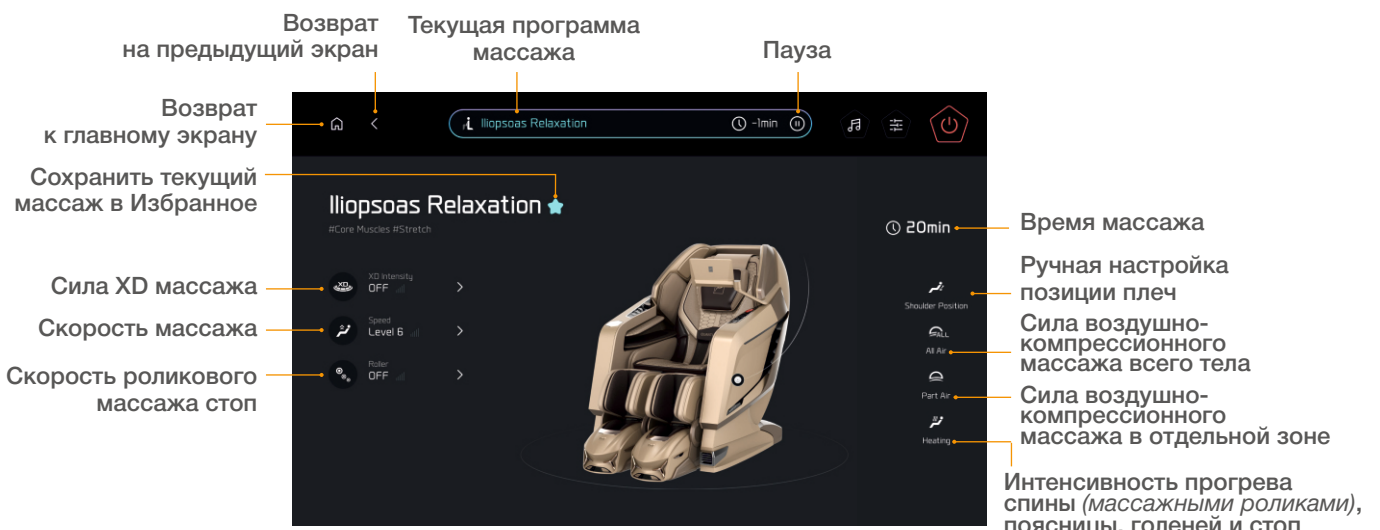 Возврат
на предыдущий экран
Текущая программа
массажа
Пауза
Возврат
к главному экрану
Iliopsoas Relaxation
-1min
Сохранить текущий
массаж в Избранное
Iliopsoas Relaxation
#Core Muscles #Stretch
20min
Время массажа
Сила XD массажа
XD
XD Intensity
OFF
Shoulder Position
Ручная настройка
позиции плеч
Скорость массажа
Speed
Level 6
ALL
All Air
Сила воздушно-
компрессионного
массажа всего тела
Скорость роликового
массажа стоп
Roller
OFF
Part Air
Сила воздушно-
компрессионного
массажа в отдельной зоне
Heating
Интенсивность прогрева
спины (массажными роликами),
поясницы, голеней и стоп